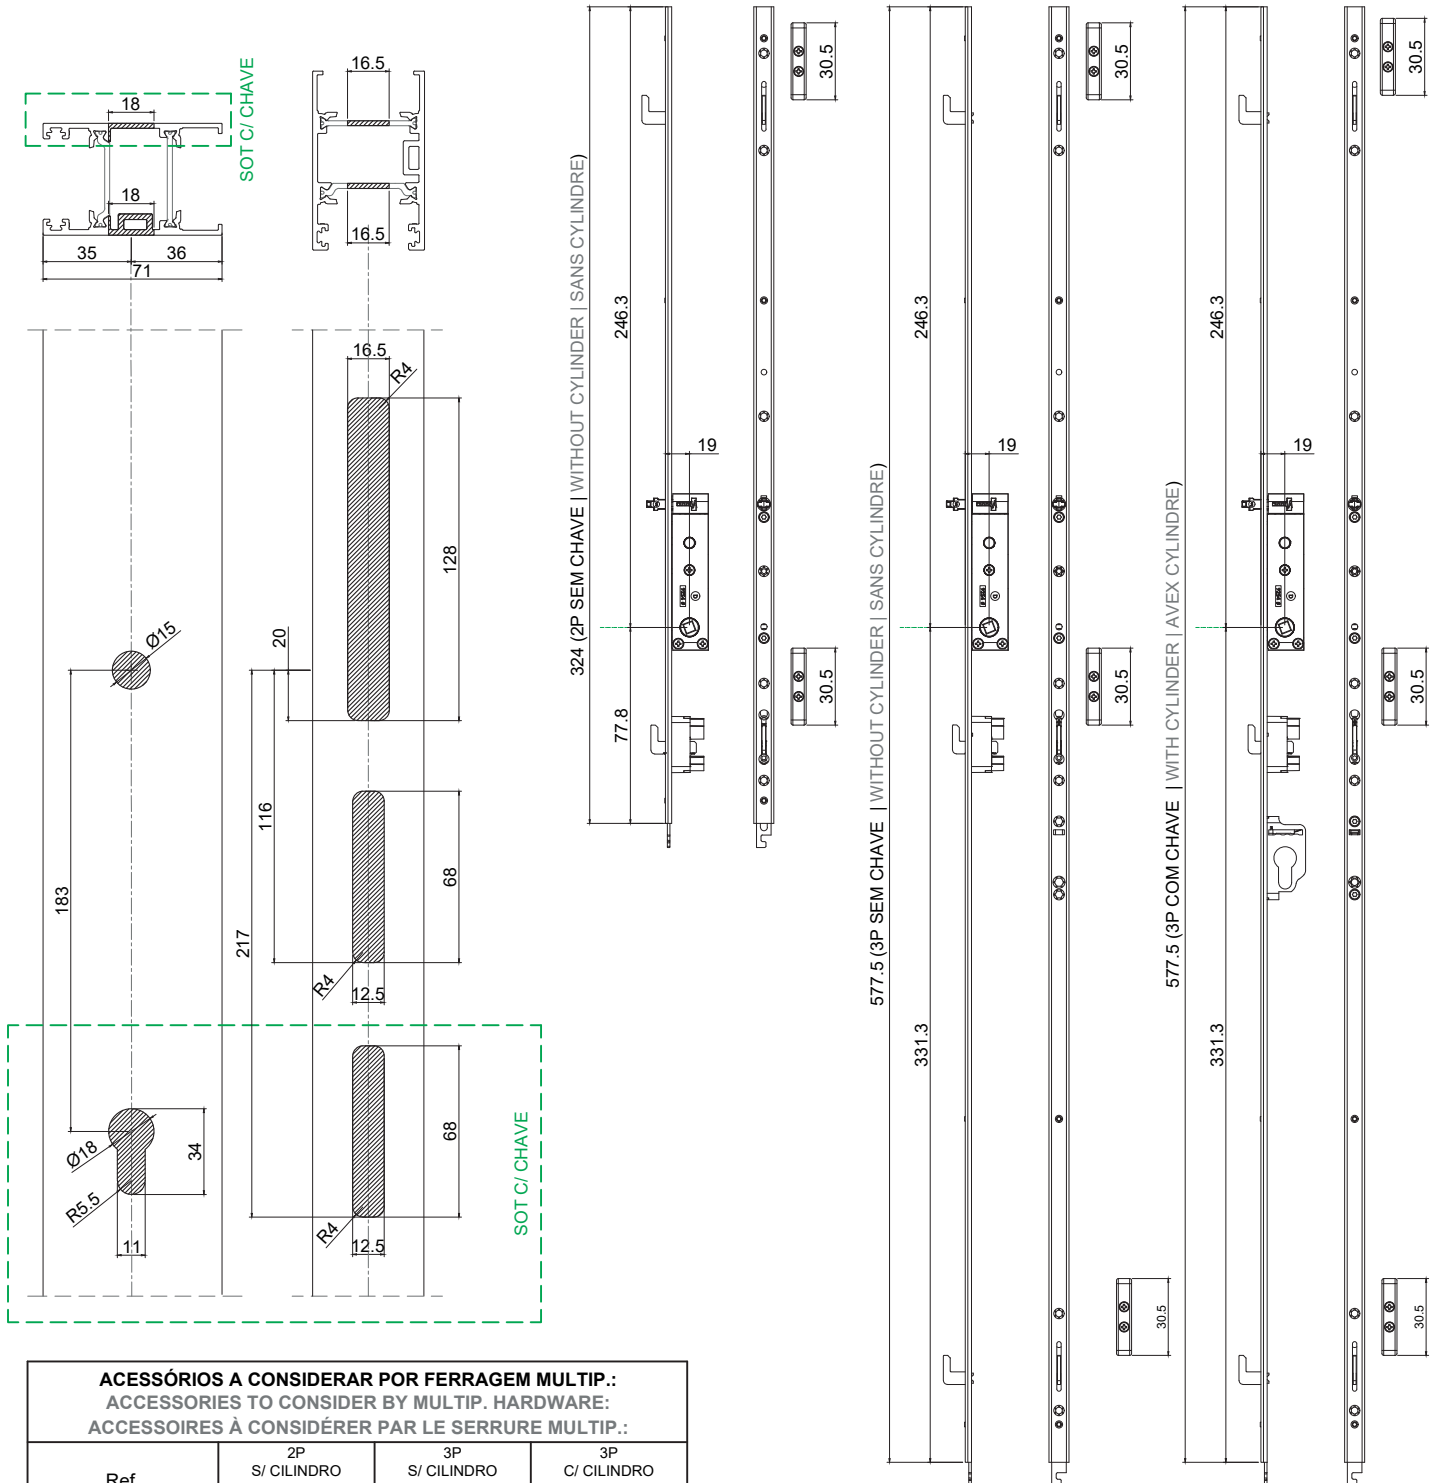 18
SOT C/ CHAVE
18
35
36
71
16.5
16.5
16.5
R4
128
20
Ø15
183
116
217
68
R4
12.5
Ø18
R5.5
34
11
68
R4
12.5
SOT C/ CHAVE
324 (2P SEM CHAVE | WITHOUT CYLINDER | SANS CYLINDRE)
246.3
77.8
19
30.5
30.5
577.5 (3P SEM CHAVE | WITHOUT CYLINDER | SANS CYLINDRE)
246.3
331.3
19
30.5
30.5
30.5
577.5 (3P COM CHAVE | WITH CYLINDER | AVEX CYLINDRE)
246.3
331.3
19
30.5
30.5
30.5
ACESSÓRIOS A CONSIDERAR POR FERRAGEM MULTIP.:
ACCESSORIES TO CONSIDER BY MULTIP. HARDWARE:
ACCESSOIRES À CONSIDÉRER PAR LE SERRURE MULTIP.:
Ref.
2P
S/ CILINDRO
3P
S/ CILINDRO
3P
C/ CILINDRO